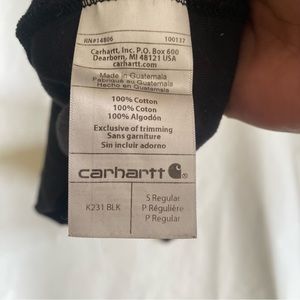 RN#14806 100137
Carhartt, Inc. P.O. Box 600
Dearborn, MI 48121 USA
carhartt.com
Made in Guatemala
Fabriqué au Guatemala
Hecho en Guatemala
100% Cotton
100% Cotton
100% Algodón
Exclusive of trimming
Sans garniture
Sin incluir adorno
carhartt
K231 BLK
S Regular
P Régulière
P Regular